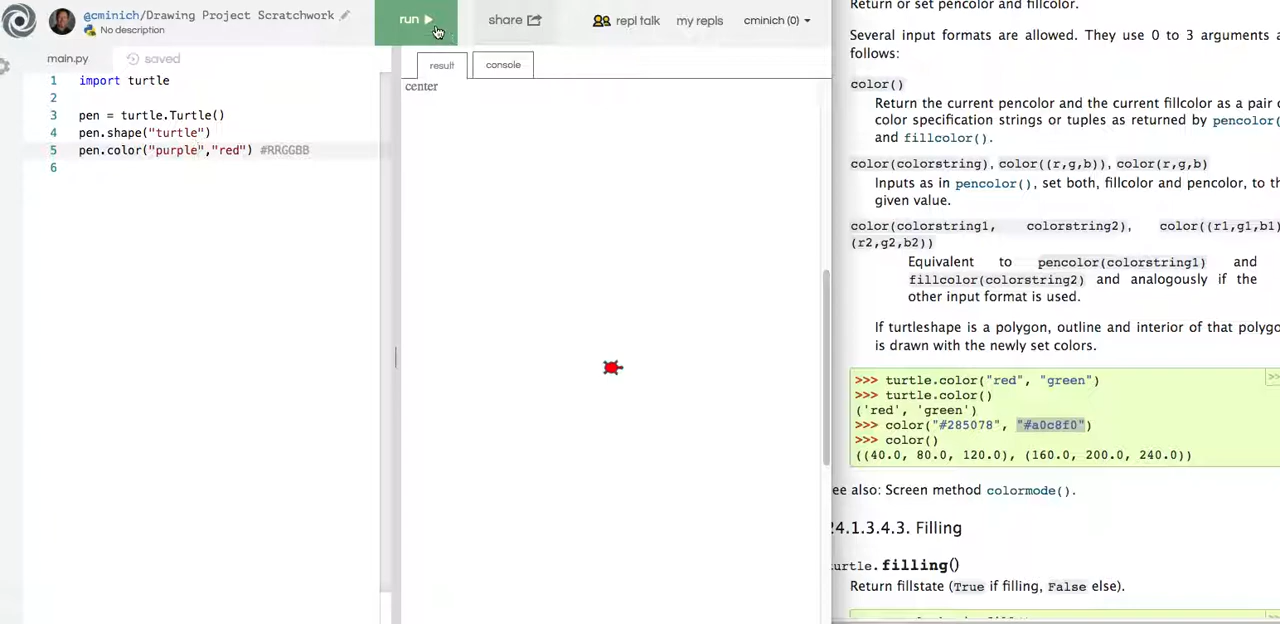 @cminich/Drawing Project Scratchwork
No description
run
share
repl talk
my repls
cminich (0)
main.py
saved
result
console
1 import turtle
2
3 pen = turtle.Turtle()
4 pen.shape("turtle")
5 pen.color("purple","red") #RRGGBB
6
center
Return or set pencolor and fillcolor.
Several input formats are allowed. They use 0 to 3 arguments a
follows:
color()
Return the current pencolor and the current fillcolor as a pair o
color specification strings or tuples as returned by pencolor(
and fillcolor().
color(colorstring), color((r,g,b)), color(r,g,b)
Inputs as in pencolor(), set both, fillcolor and pencolor, to th
given value.
color(colorstring1, colorstring2), color((r1,g1,b1)
(r2,g2,b2))
Equivalent to pencolor(colorstring1) and
fillcolor(colorstring2) and analogously if the
other input format is used.
If turtleshape is a polygon, outline and interior of that polygo
is drawn with the newly set colors.
>>> turtle.color("red", "green")
>>> turtle.color()
('red', 'green')
>>> color("#285078", "#a0c8f0")
>>> color()
((40.0, 80.0, 120.0), (160.0, 200.0, 240.0))
>>
ee also: Screen method colormode().
24.1.3.4.3. Filling
urtle.filling()
Return fillstate (True if filling, False else).